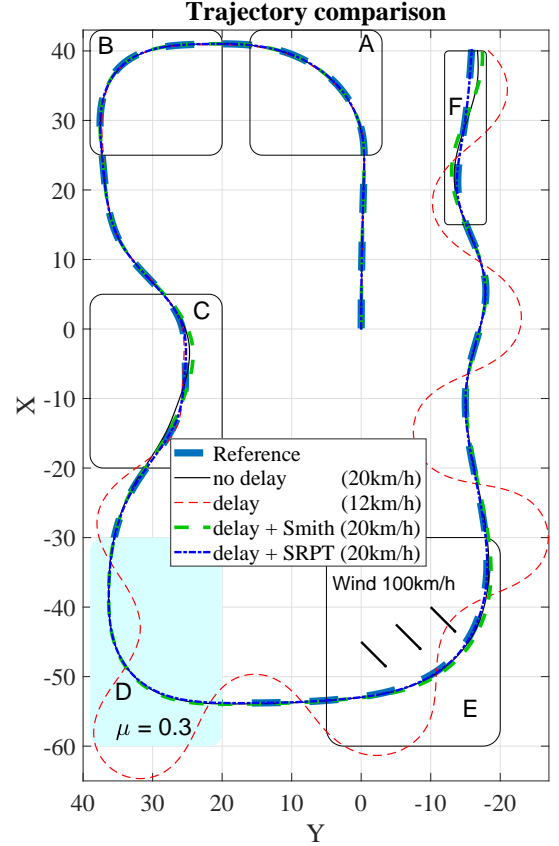 Trajectory comparison
B
A
F
C
40
30
20
10
0
-10
-20
-30
-40
-50
-60
X
Reference
no delay (20km/h)
delay (12km/h)
delay + Smith (20km/h)
delay + SRPT (20km/h)
Wind 100km/h
D
E
μ = 0.3
40 30 20 10 0 -10 -20
Y